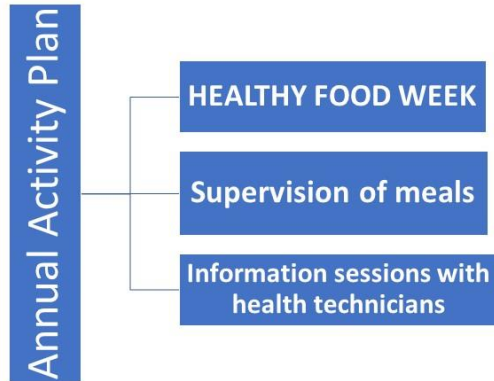 Annual Activity Plan
HEALTHY FOOD WEEK
Supervision of meals
Information sessions with
health technicians